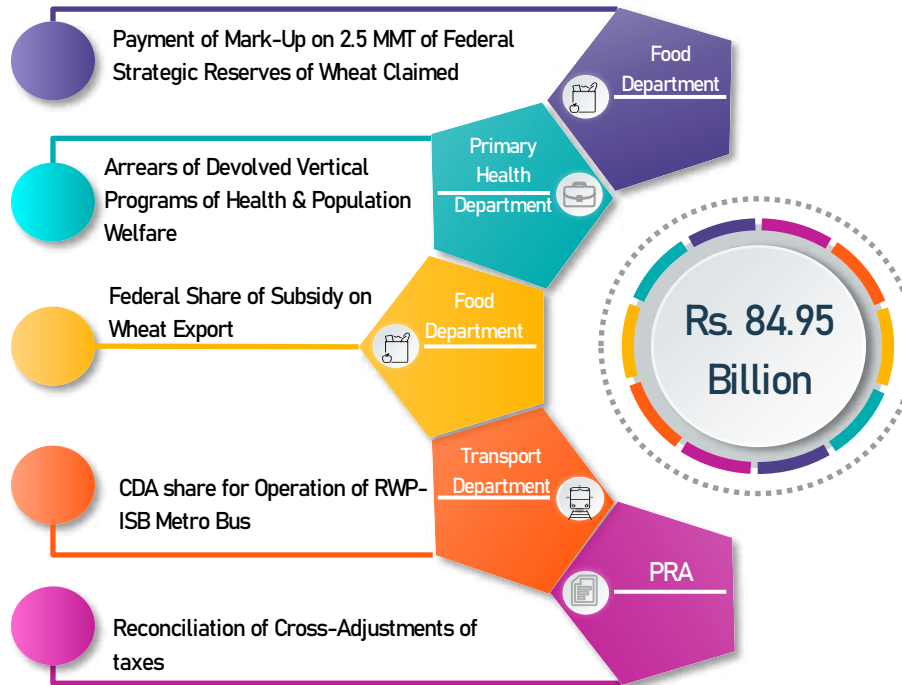 Payment of Mark-Up on 2.5 MMT of Federal
Strategic Reserves of Wheat Claimed
Food
Department
Arrears of Devolved Vertical
Programs of Health & Population
Welfare
Primary
Health
Department
Federal Share of Subsidy on
Wheat Export
Food
Department
Rs. 84.95
Billion
CDA share for Operation of RWP-
ISB Metro Bus
Transport
Department
Reconciliation of Cross-Adjustments of
taxes
PRA